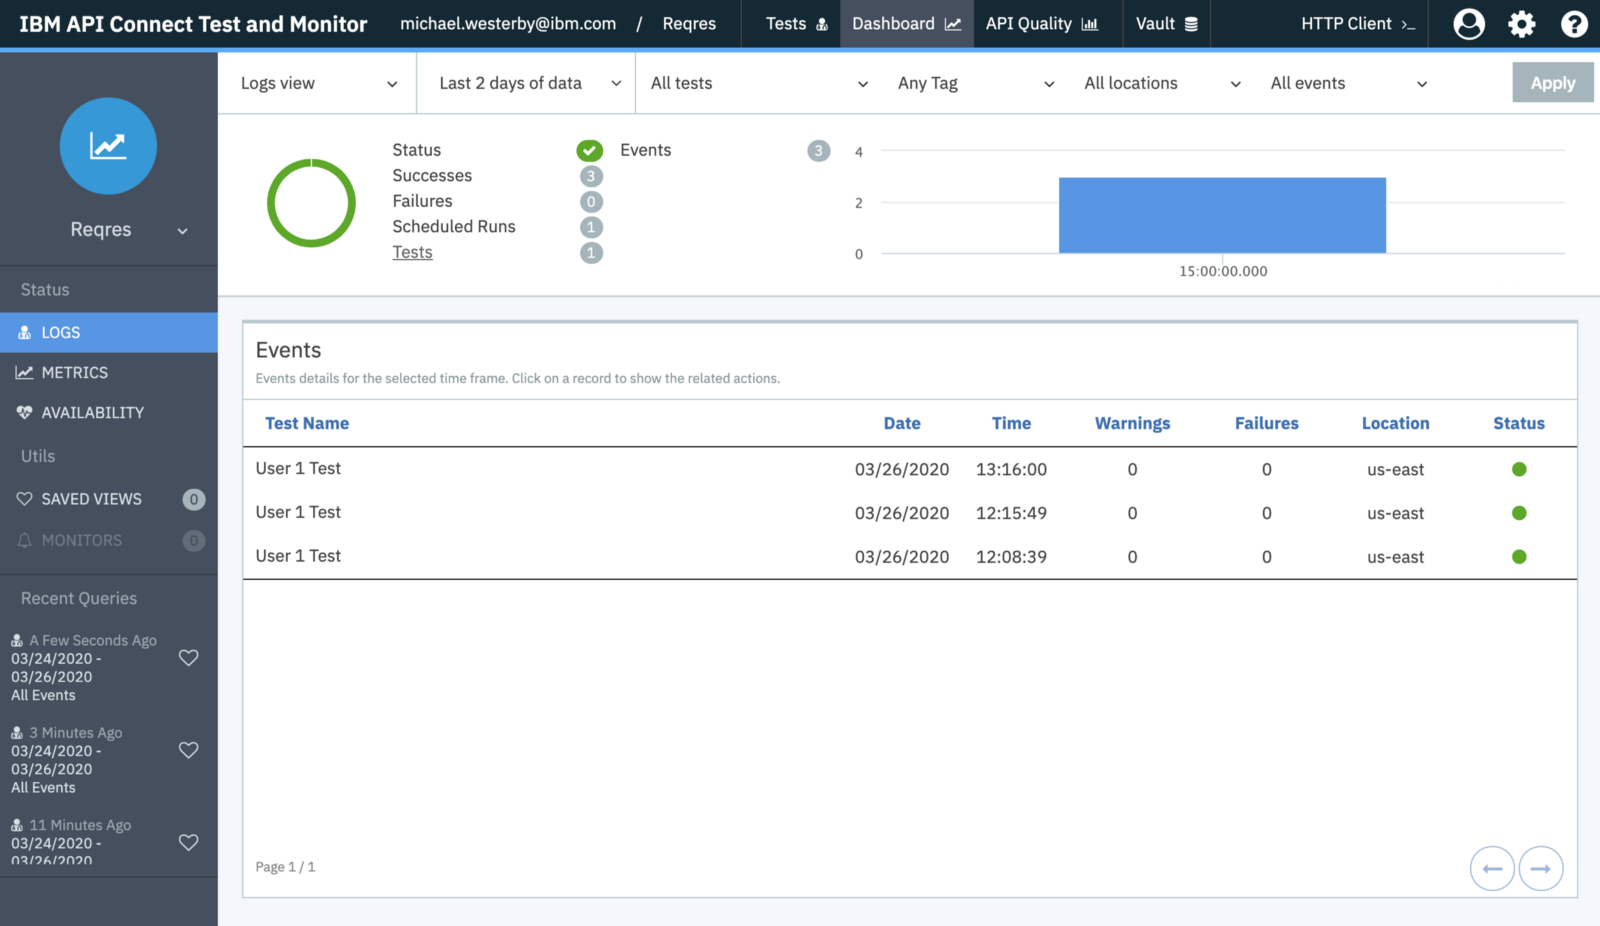 IBM API Connect Test and Monitor michael.westerby@ibm.com / Reqres Tests Dashboard API Quality Vault HTTP Client >_ ?
Logs view Last 2 days of data All tests Any Tag All locations All events Apply
Reqres
Status
LOGS
METRICS
AVAILABILITY
Utils
SAVED VIEWS 0
MONITORS 0
Recent Queries
A Few Seconds Ago
03/24/2020 -
03/26/2020
All Events
3 Minutes Ago
03/24/2020 -
03/26/2020
All Events
11 Minutes Ago
03/24/2020 -
03/26/2020
Status Events 3
Successes 3
Failures 0
Scheduled Runs 1
Tests 1
4
2
0
15:00:00.000
Events
Events details for the selected time frame. Click on a record to show the related actions.
Test Name Date Time Warnings Failures Location Status
User 1 Test 03/26/2020 13:16:00 0 0 us-east
User 1 Test 03/26/2020 12:15:49 0 0 us-east
User 1 Test 03/26/2020 12:08:39 0 0 us-east
Page 1 / 1